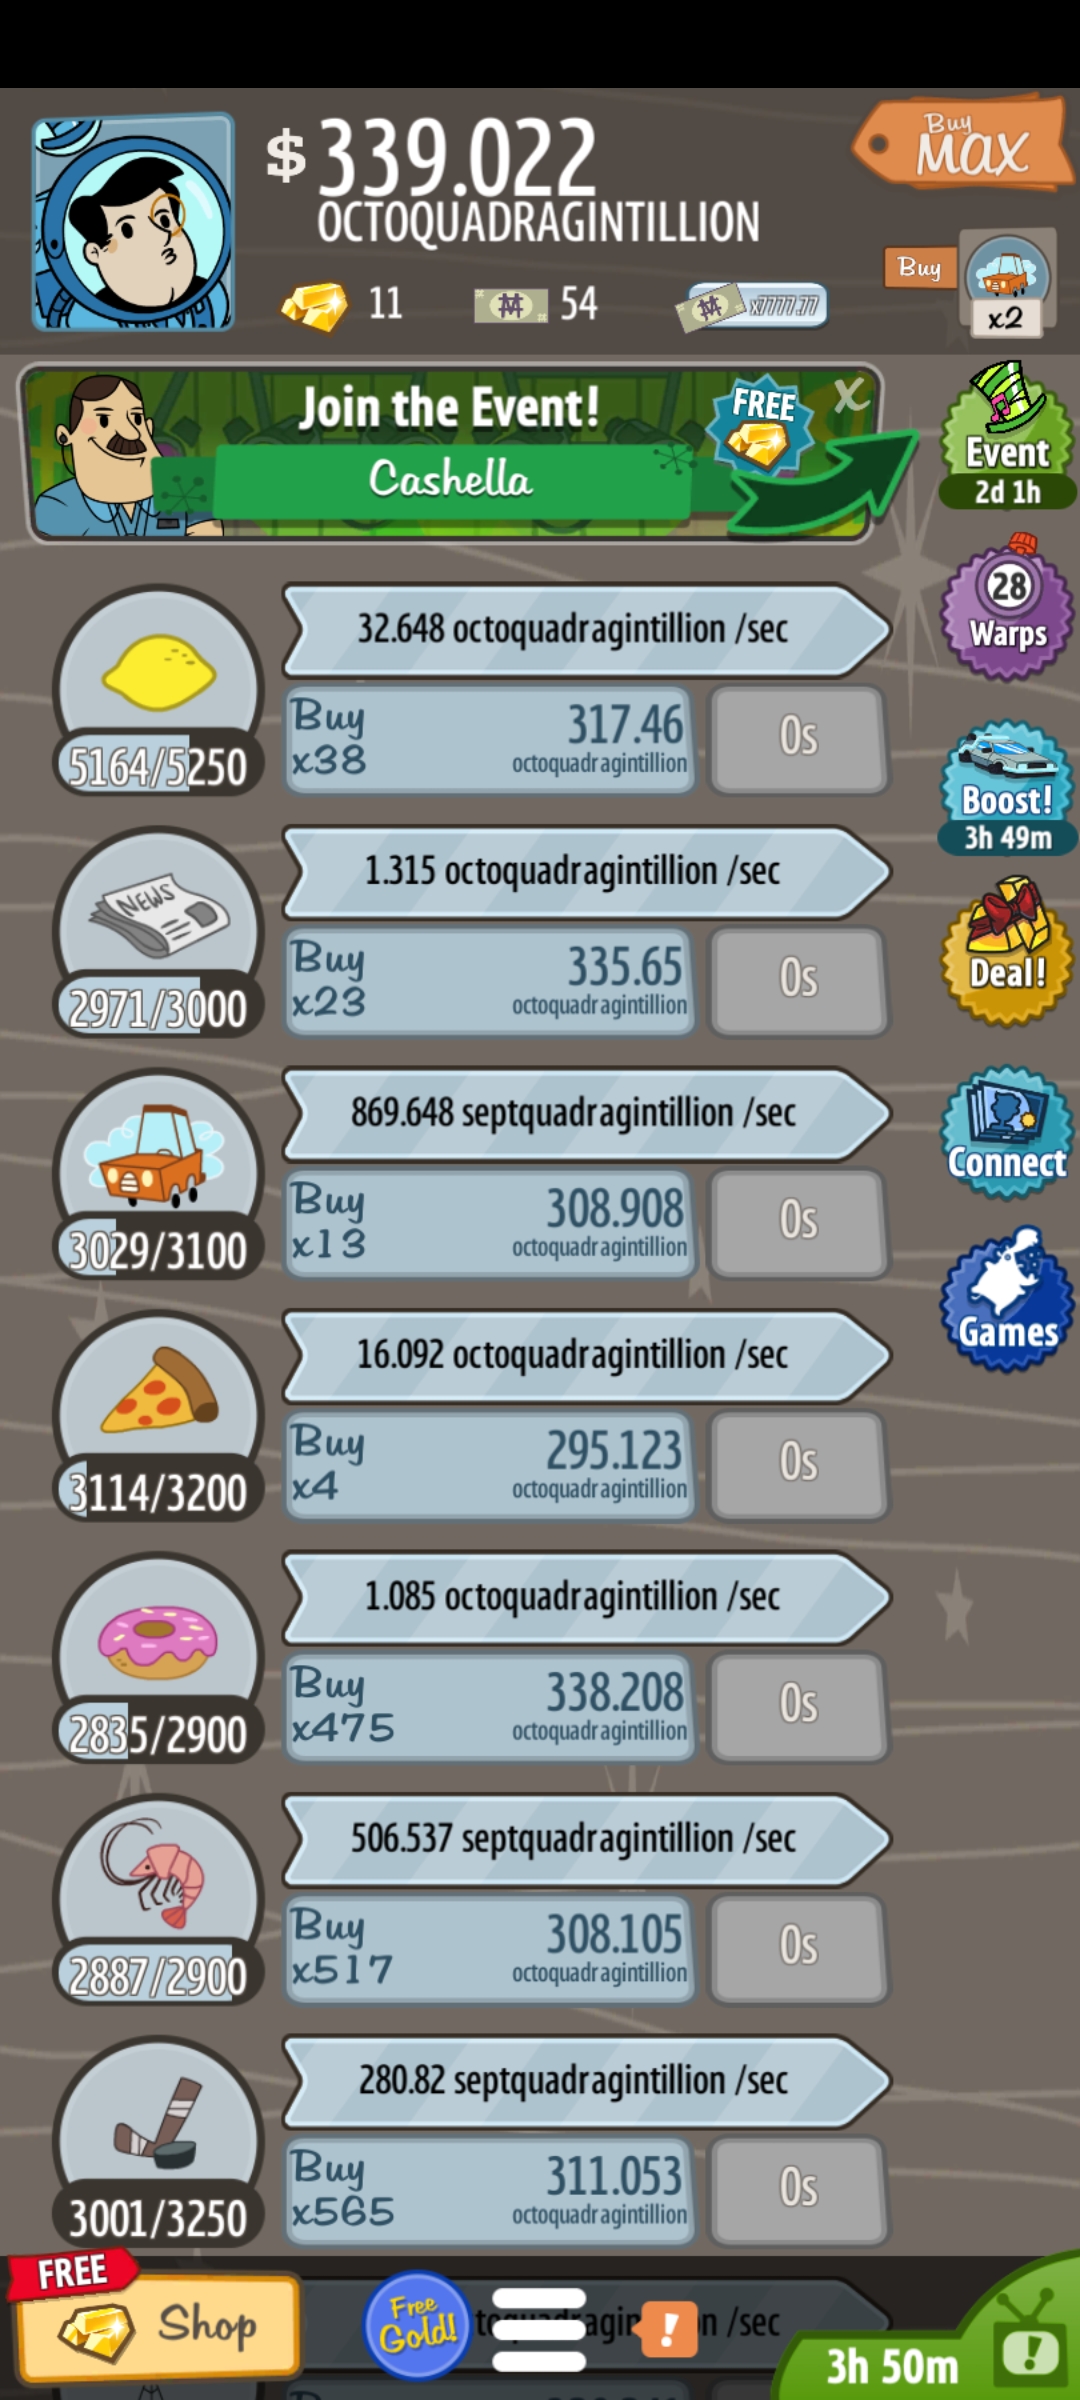 $ 339.022
OCTOQUADRAGINTILLION
Buy
MAX
11
54
x7777.77
Buy
x2
Join the Event!
Cashella
FREE
X
Event
2d 1h
28
Warps
Boost!
3h 49m
Deal!
Connect
Games
32.648 octoquadragintillion /sec
5164/5250
Buy
x38
317.46
octoquadragintillion
0s
1.315 octoquadragintillion /sec
NEWS
2971/3000
Buy
x23
335.65
octoquadragintillion
0s
869.648 septquadragintillion /sec
3029/3100
Buy
x13
308.908
octoquadragintillion
0s
16.092 octoquadragintillion /sec
3114/3200
Buy
x4
295.123
octoquadragintillion
0s
1.085 octoquadragintillion /sec
2835/2900
Buy
x475
338.208
octoquadragintillion
0s
506.537 septquadragintillion /sec
2887/2900
Buy
x517
308.105
octoquadragintillion
0s
280.82 septquadragintillion /sec
3001/3250
Buy
x565
311.053
octoquadragintillion
0s
FREE
Shop
Free
Gold!
!
/sec
3h 50m
!